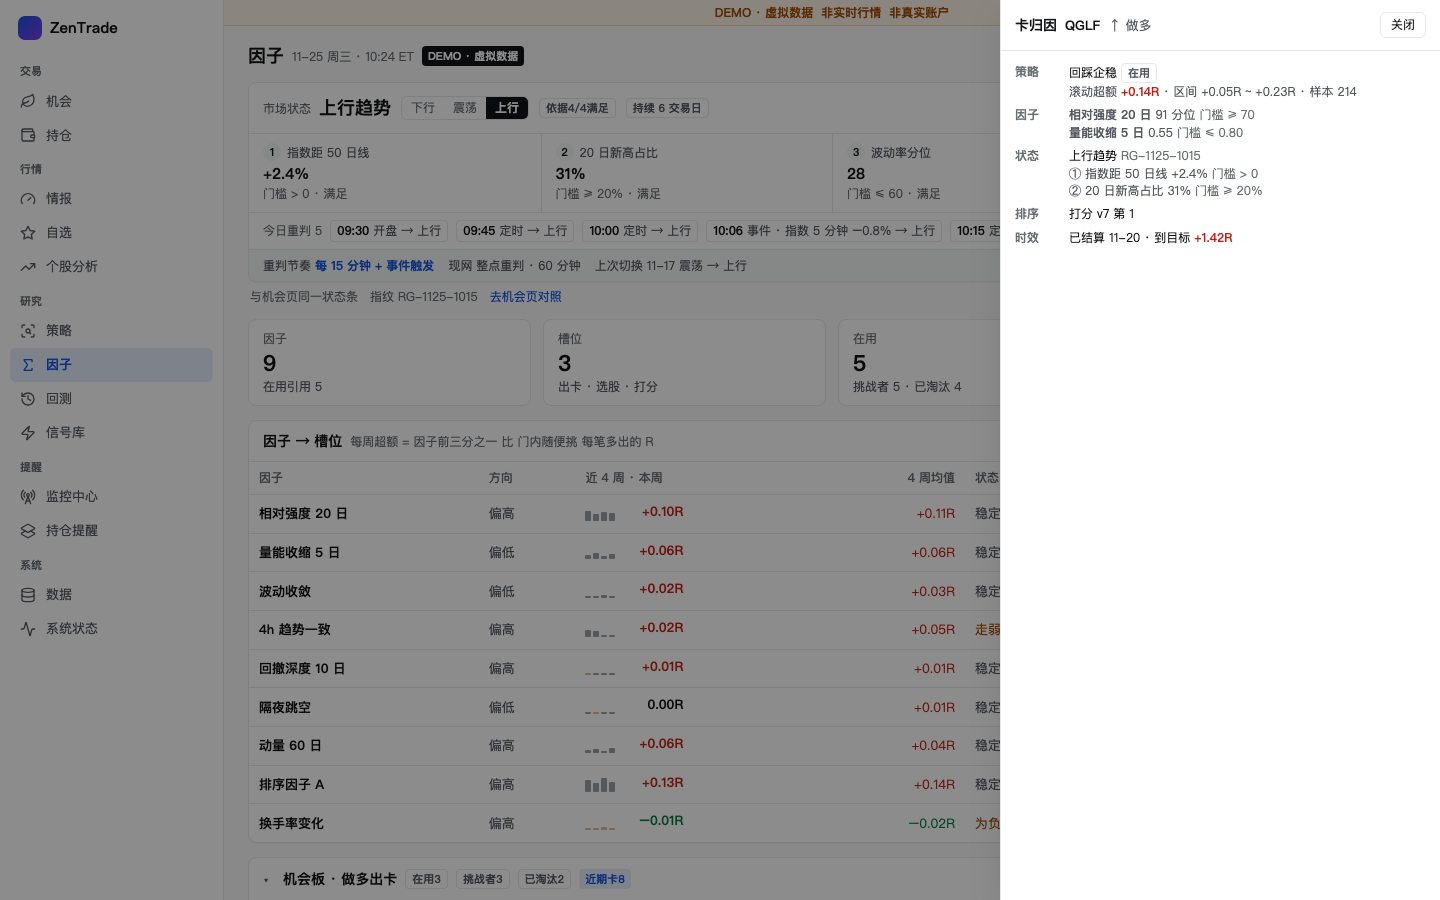 ZenTrade
交易
机会
持仓
行情
情报
自选
个股分析
研究
策略
因子
回测
信号库
提醒
监控中心
持仓提醒
系统
数据
系统状态
DEMO · 虚拟数据 非实时行情 非真实账户
因子 11-25 周三 · 10:24 ET DEMO · 虚拟数据
市场状态 上行趋势 下行 震荡 上行 依据4/4满足 持续 6 交易日
1 指数距 50 日线
+2.4%
门槛 > 0 · 满足
2 20 日新高占比
31%
门槛 ≥ 20% · 满足
3 波动率分位
28
门槛 ≤ 60 · 满足
今日重判 5 09:30 开盘 → 上行 09:45 定时 → 上行 10:00 定时 → 上行 10:06 事件 · 指数 5 分钟 −0.8% → 上行 10:15 定
重判节奏 每 15 分钟 + 事件触发 现网 整点重判 · 60 分钟 上次切换 11-17 震荡 → 上行
与机会页同一状态条 指纹 RG-1125-1015 去机会页对照
因子
9
在用引用 5
槽位
3
出卡 · 选股 · 打分
在用
5
挑战者 5 · 已淘汰 4
因子 → 槽位 每周超额 = 因子前三分之一 比 门内随便挑 每笔多出的 R
因子 方向 近 4 周 · 本周 4 周均值 状态
相对强度 20 日 偏高 +0.10R +0.11R 稳定
量能收缩 5 日 偏低 +0.06R +0.06R 稳定
波动收敛 偏低 +0.02R +0.03R 稳定
4h 趋势一致 偏高 +0.02R +0.05R 走弱
回撤深度 10 日 偏高 +0.01R +0.01R 稳定
隔夜跳空 偏低 0.00R +0.01R 稳定
动量 60 日 偏高 +0.06R +0.04R 稳定
排序因子 A 偏高 +0.13R +0.14R 稳定
换手率变化 偏高 −0.01R −0.02R 为负
机会板 · 做多出卡 在用3 挑战者3 已淘汰2 近期卡8
卡归因 QGLF ↑ 做多 关闭
策略 回踩企稳 在用
滚动超额 +0.14R · 区间 +0.05R ~ +0.23R · 样本 214
因子 相对强度 20 日 91 分位 门槛 ≥ 70
量能收缩 5 日 0.55 门槛 ≤ 0.80
状态 上行趋势 RG-1125-1015
① 指数距 50 日线 +2.4% 门槛 > 0
② 20 日新高占比 31% 门槛 ≥ 20%
排序 打分 v7 第 1
时效 已结算 11-20 · 到目标 +1.42R